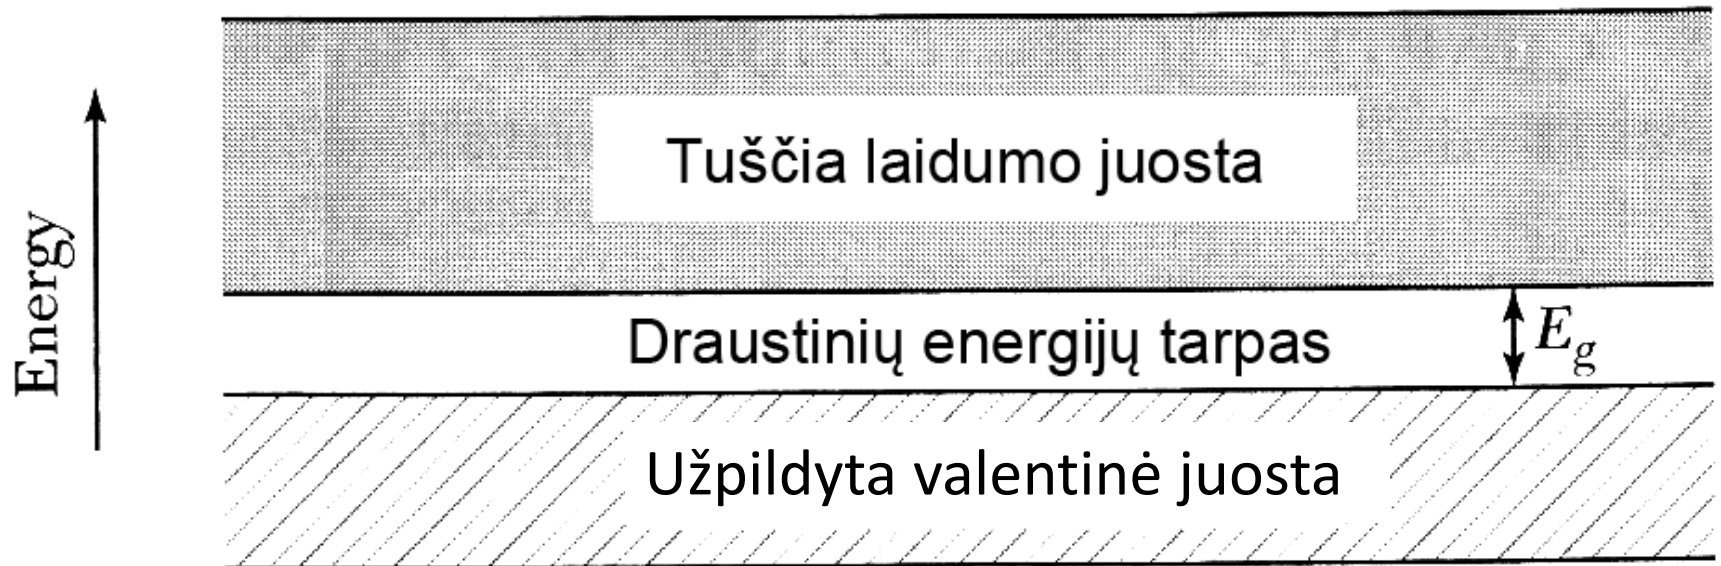 Tuščia laidumo juosta
Energy
Draustinių energijų tarpas
E_g
Užpildyta valentinė juosta